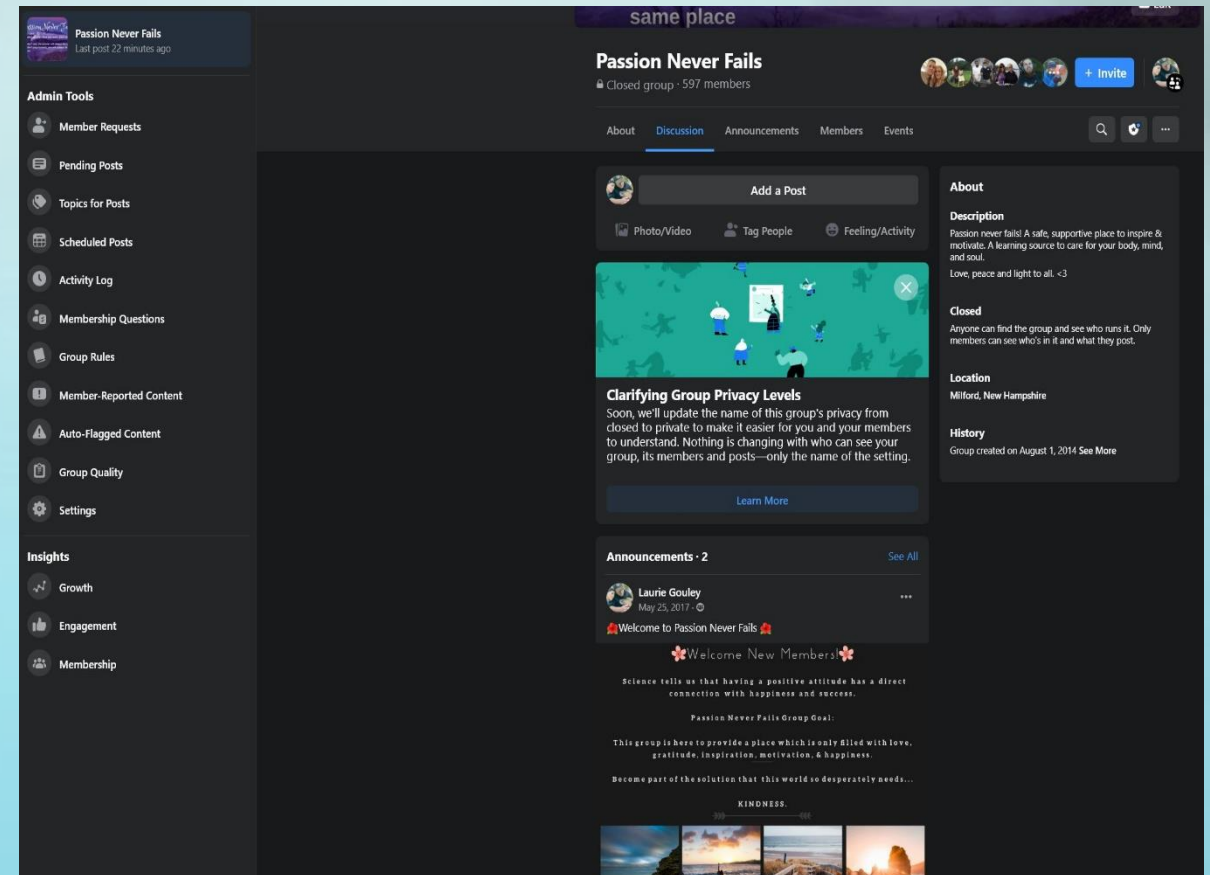 same place
Edit
Passion Never Fails
Last post 22 minutes ago
Admin Tools
Member Requests
Pending Posts
Topics for Posts
Scheduled Posts
Activity Log
Membership Questions
Group Rules
Member-Reported Content
Auto-Flagged Content
Group Quality
Settings
Insights
Growth
Engagement
Membership
Passion Never Fails
Closed group · 597 members
+ Invite
About Discussion Announcements Members Events
Add a Post
Photo/Video Tag People Feeling/Activity
Clarifying Group Privacy Levels
Soon, we'll update the name of this group's privacy from
closed to private to make it easier for you and your members
to understand. Nothing is changing with who can see your
group, its members and posts—only the name of the setting.
Learn More
Announcements · 2 See All
Laurie Gouley
May 25, 2017 ·
🌺Welcome to Passion Never Fails 🌺
🌸Welcome New Members!🌸
Science tells us that having a positive attitude has a direct
connection with happiness and success.
Passion Never Fails Group Goal:
This group is here to provide a place which is only filled with love,
gratitude, inspiration, motivation, & happiness.
Become part of the solution that this world so desperately needs...
KINDNESS.
About
Description
Passion never fails! A safe, supportive place to inspire &
motivate. A learning source to care for your body, mind,
and soul.
Love, peace and light to all. <3
Closed
Anyone can find the group and see who runs it. Only
members can see who's in it and what they post.
Location
Milford, New Hampshire
History
Group created on August 1, 2014 See More